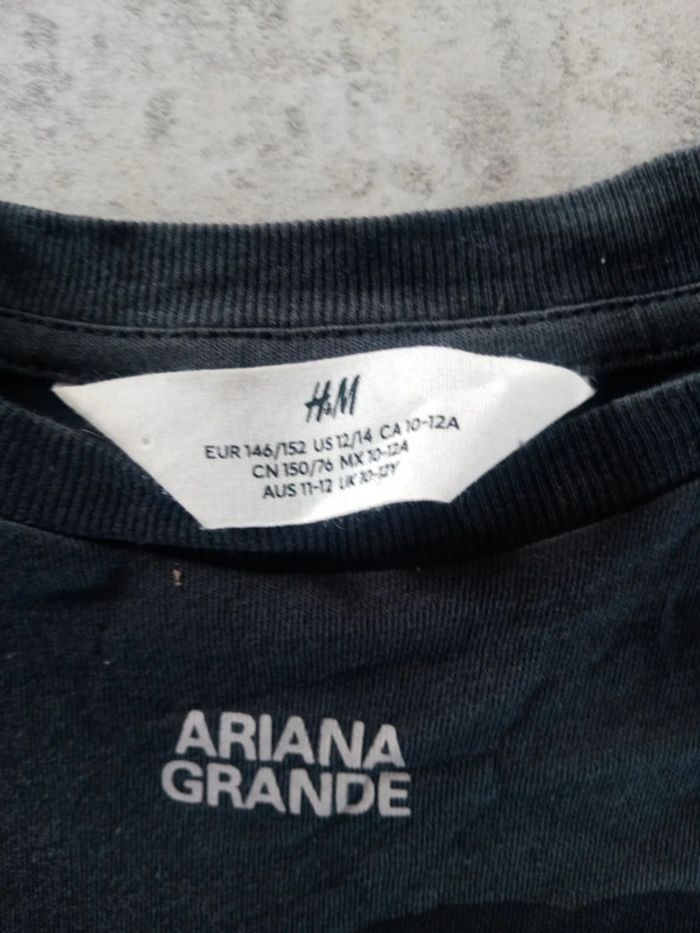 H&M
EUR 146/152 US 12/14 CA 10-12A
CN 150/76 MX 10-12A
AUS 11-12 UK 10-12Y
ARIANA
GRANDE